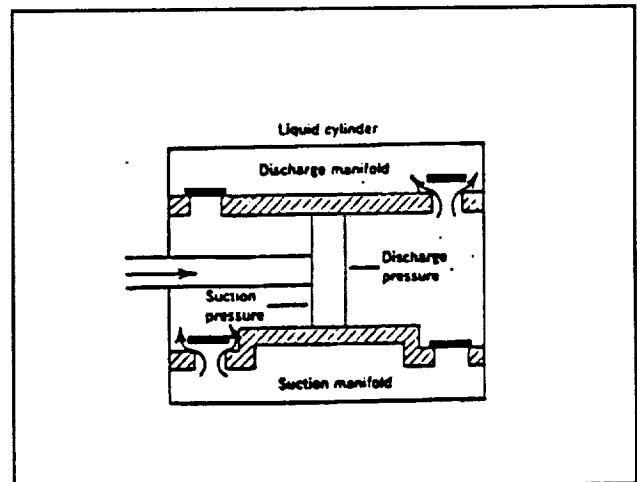 Liquid cylinder
Discharge manifold
Discharge
pressure
Suction
pressure
Suction manifold